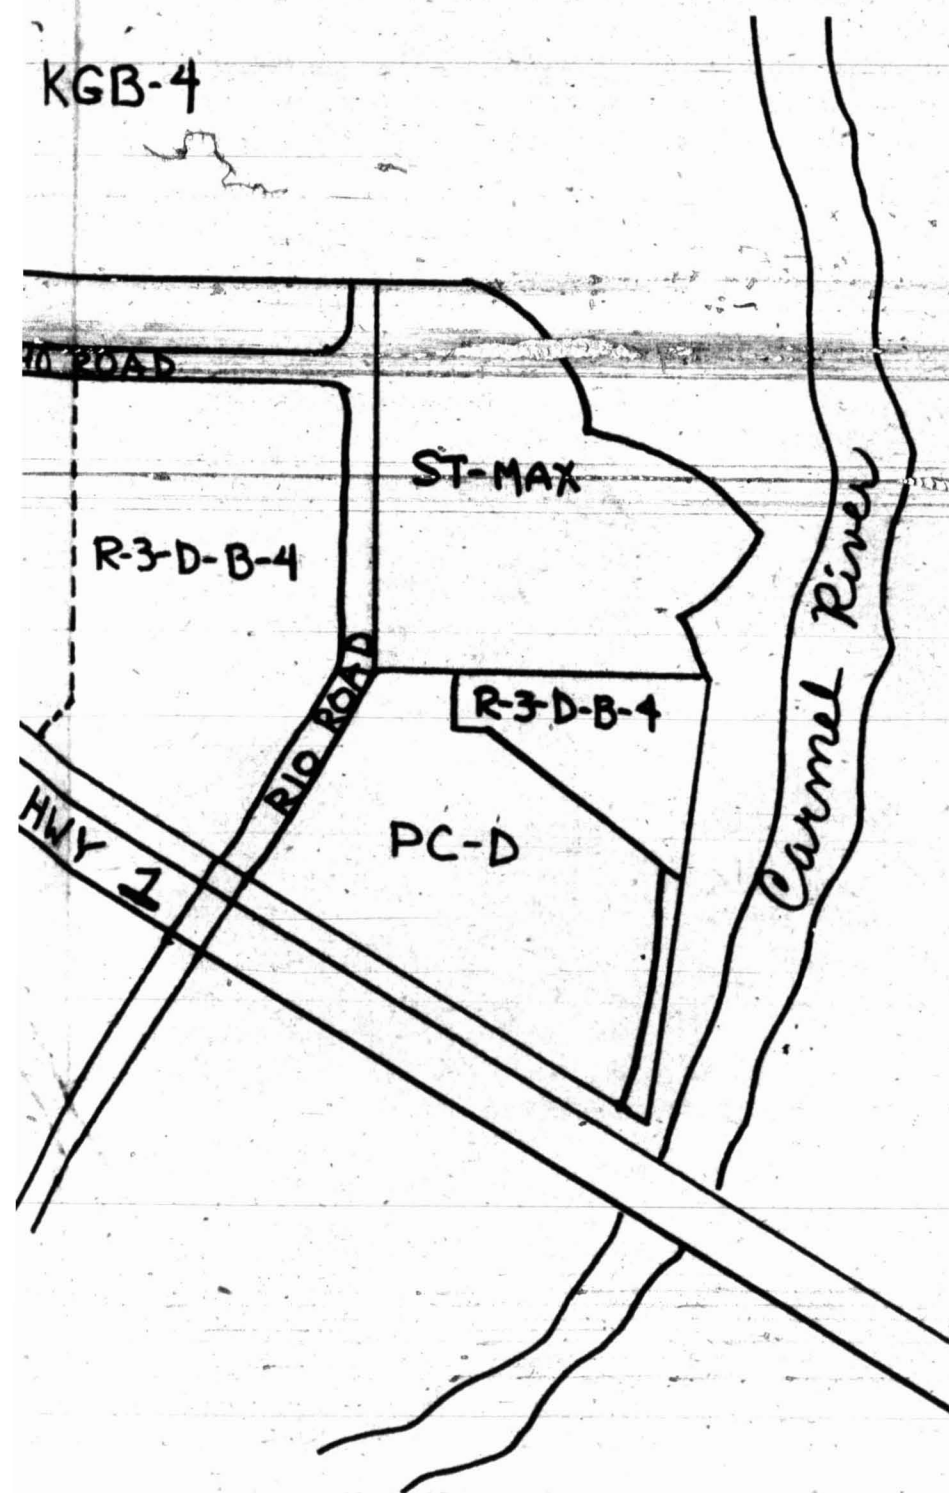 KGB-4
ROAD
ST-MAX
R-3-D-B-4
RIO ROAD
R-3-D-B-4
PC-D
HWY 1
Carmel River